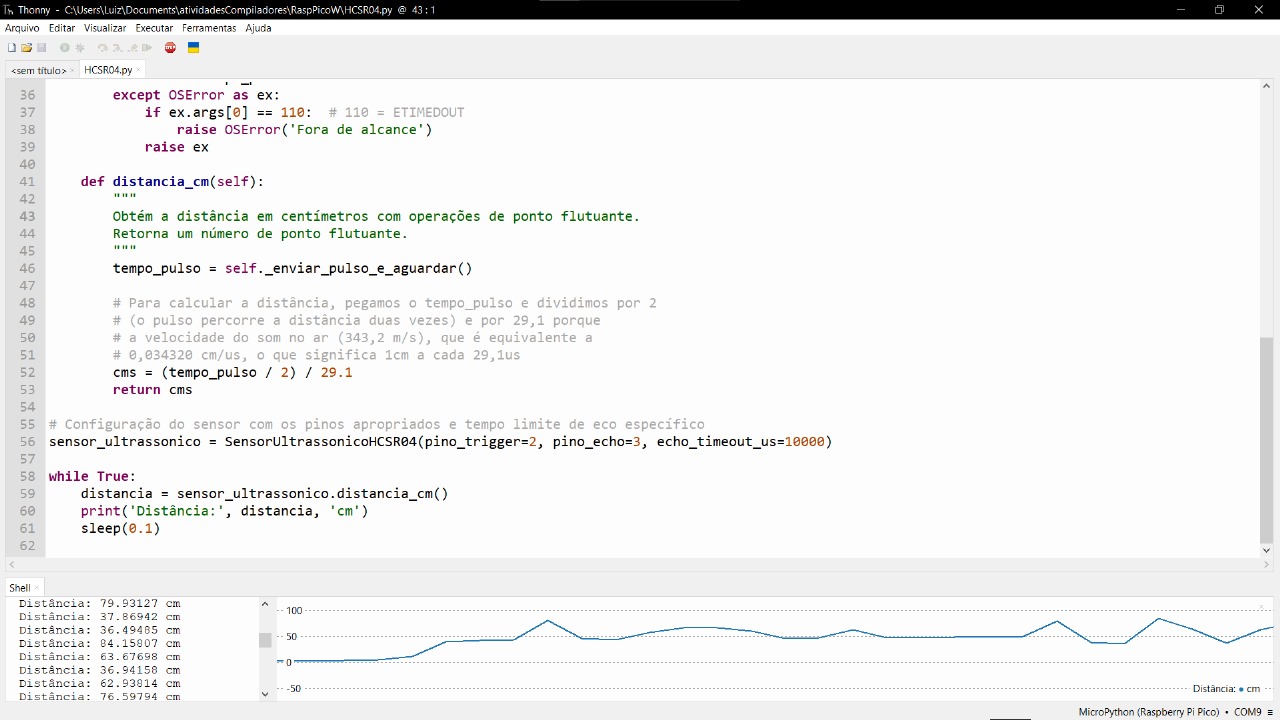 Thonny - C:\Users\Luiz\Documents\atividadesCompiladores\RaspPicoW\HCSR04.py @ 43 : 1
Arquivo Editar Visualizar Executar Ferramentas Ajuda
<sem título> × HCSR04.py ×
36 except OSError as ex:
37 if ex.args[0] == 110: # 110 = ETIMEDOUT
38 raise OSError('Fora de alcance')
39 raise ex
40
41 def distancia_cm(self):
42 """
43 Obtém a distância em centímetros com operações de ponto flutuante.
44 Retorna um número de ponto flutuante.
45 """
46 tempo_pulso = self._enviar_pulso_e_aguardar()
47
48 # Para calcular a distância, pegamos o tempo_pulso e dividimos por 2
49 # (o pulso percorre a distância duas vezes) e por 29,1 porque
50 # a velocidade do som no ar (343,2 m/s), que é equivalente a
51 # 0,034320 cm/us, o que significa 1cm a cada 29,1us
52 cms = (tempo_pulso / 2) / 29.1
53 return cms
54
55 # Configuração do sensor com os pinos apropriados e tempo limite de eco específico
56 sensor_ultrassonico = SensorUltrassonicoHCSR04(pino_trigger=2, pino_echo=3, echo_timeout_us=10000)
57
58 while True:
59 distancia = sensor_ultrassonico.distancia_cm()
60 print('Distância:', distancia, 'cm')
61 sleep(0.1)
62
Shell ×
Distância: 79.93127 cm
Distância: 37.86942 cm
Distância: 36.49485 cm
Distância: 84.15807 cm
Distância: 63.67698 cm
Distância: 36.94158 cm
Distância: 62.93814 cm
Distância: 76.59794 cm
100
50
0
-50
Distância: • cm
MicroPython (Raspberry Pi Pico) • COM9 ≡